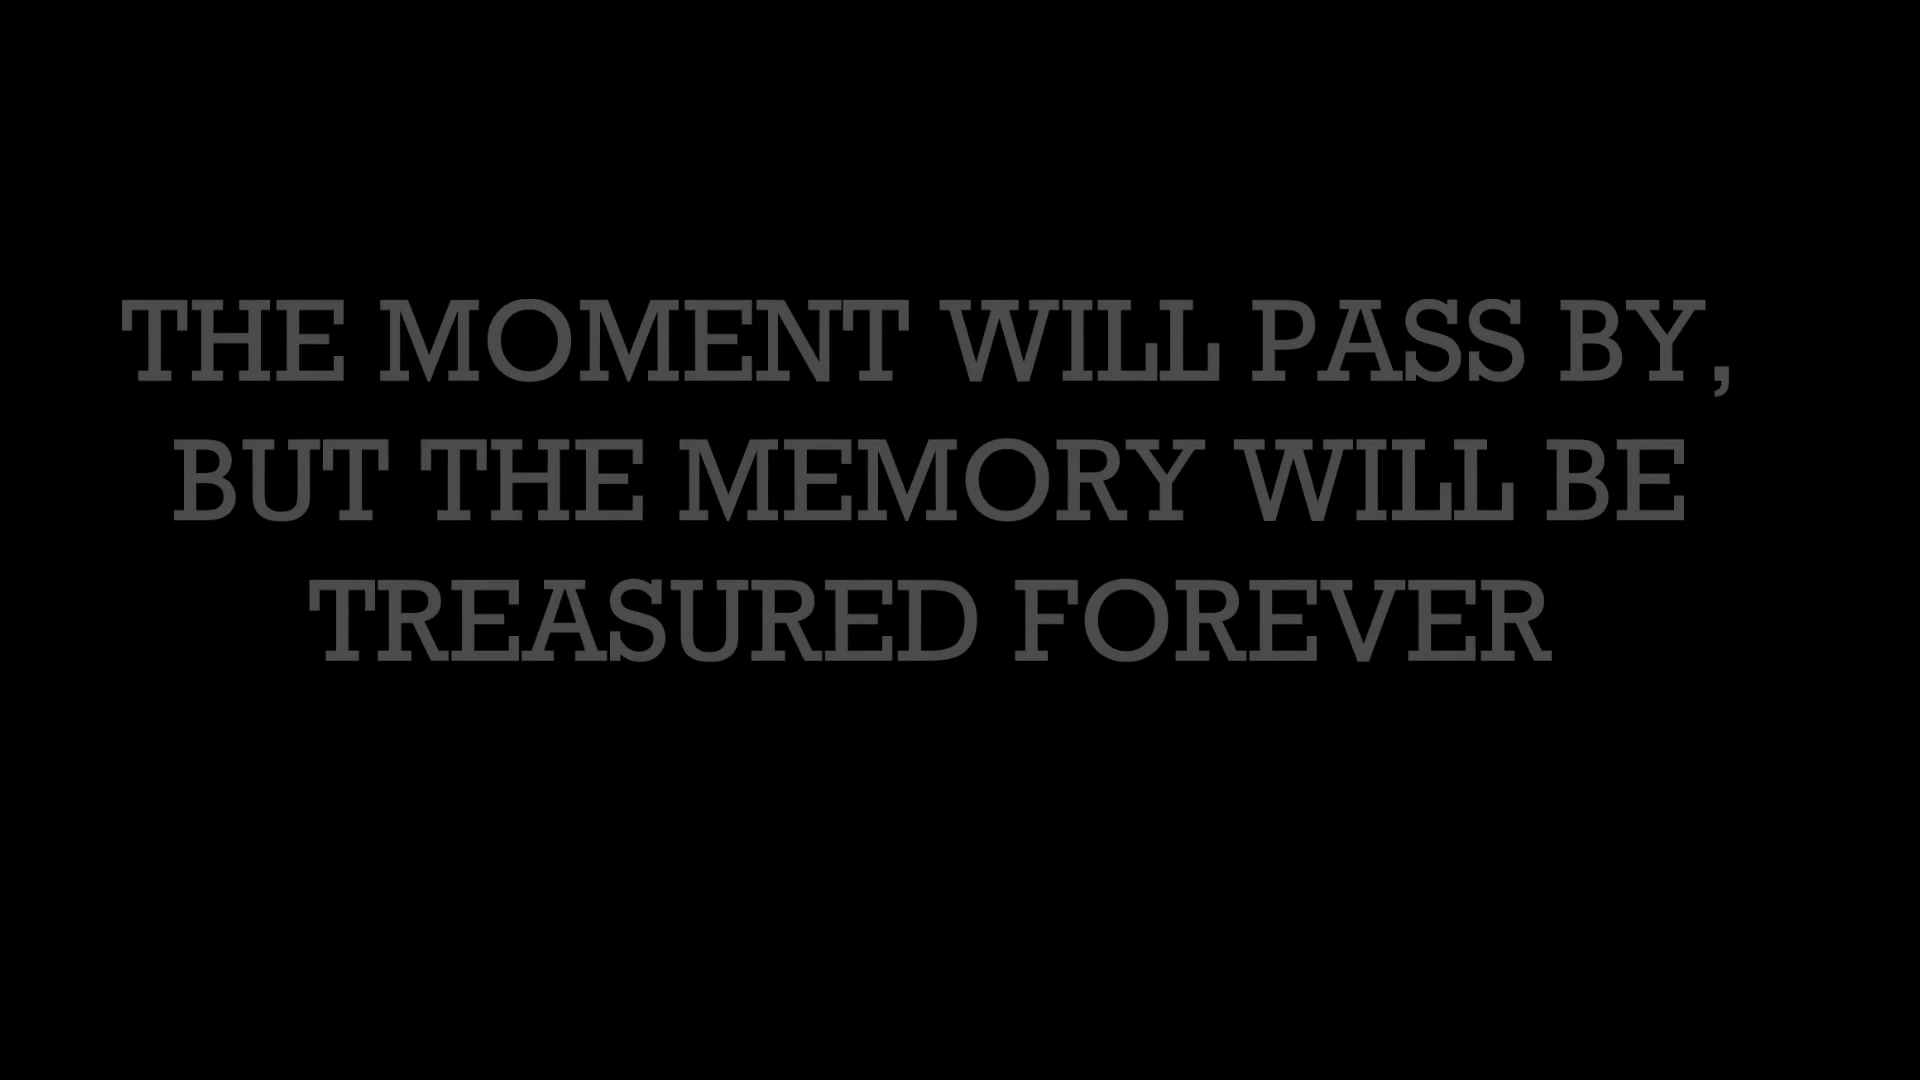 THE MOMENT WILL PASS BY,
BUT THE MEMORY WILL BE
TREASURED FOREVER